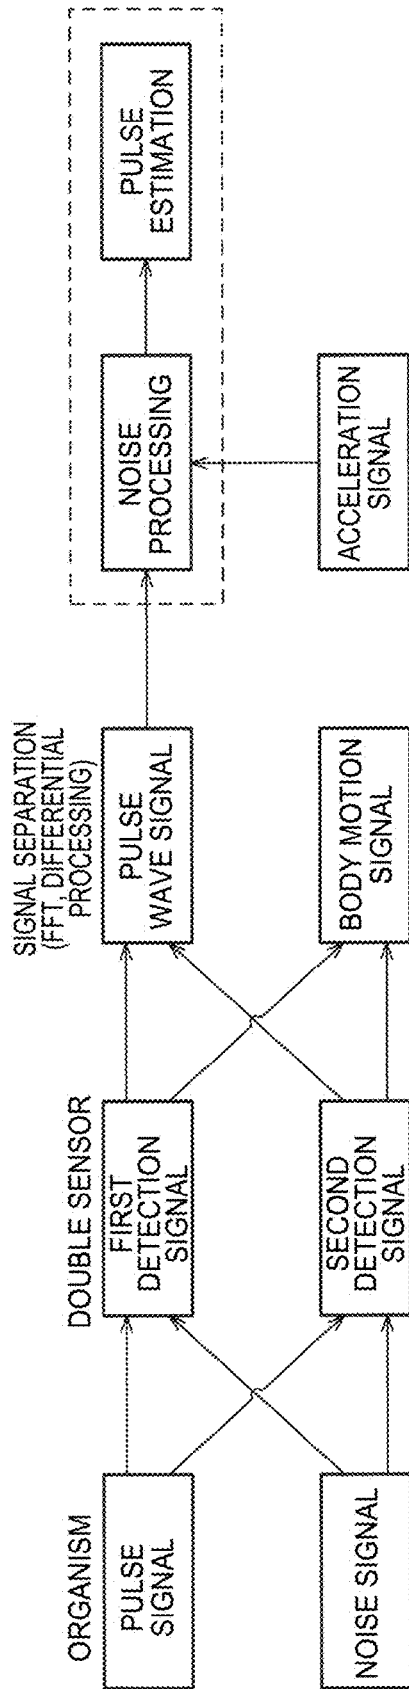 ORGANISM
PULSE
SIGNAL
NOISE SIGNAL
DOUBLE SENSOR
FIRST
DETECTION
SIGNAL
SECOND
DETECTION
SIGNAL
SIGNAL SEPARATION
(FFT, DIFFERENTIAL
PROCESSING)
PULSE
WAVE SIGNAL
BODY MOTION
SIGNAL
NOISE
PROCESSING
ACCELERATION
SIGNAL
PULSE
ESTIMATION